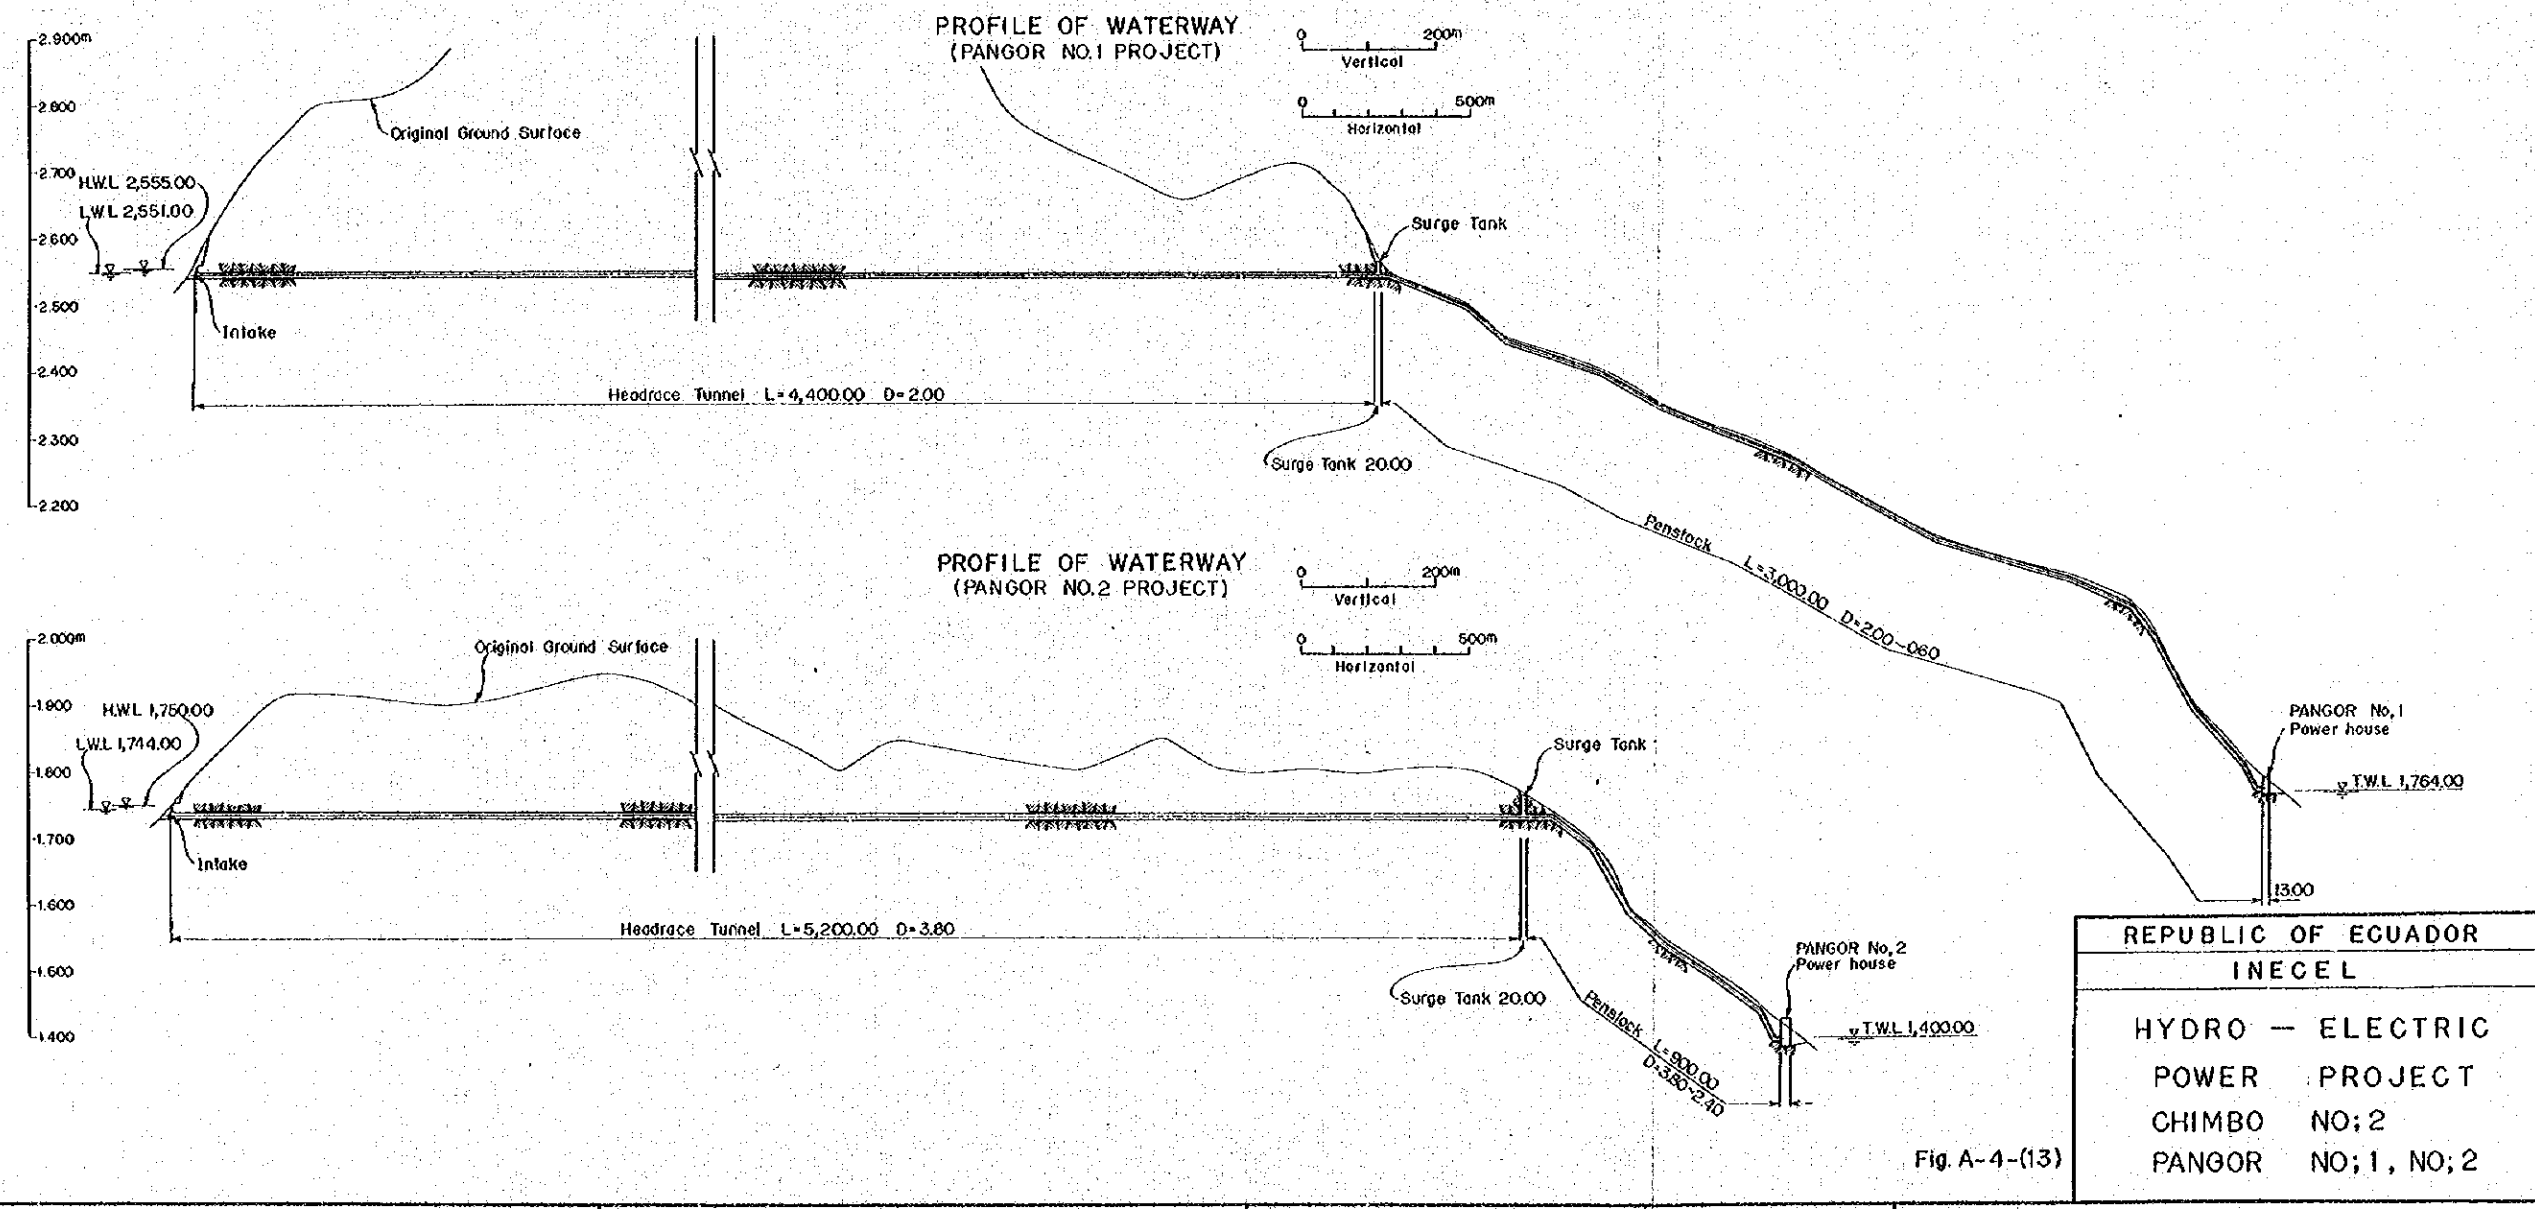 PROFILE OF WATERWAY
(PANGOR NO.1 PROJECT)
0 200m
Vertical
0 500m
Horizontal
2.900m
2.800
2.700
2.600
2.500
2.400
2.300
2.200
Original Ground Surface
H.W.L 2,555.00
L.W.L 2,551.00
Intake
Surge Tank
Headrace Tunnel L=4,400.00 D=2.00
Surge Tank 20.00
Penstock L=3,000.00 D=2.00~0.60
PANGOR No,1
Power house
T.W.L 1,764.00
13.00
PROFILE OF WATERWAY
(PANGOR NO.2 PROJECT)
0 200m
Vertical
0 500m
Horizontal
2.000m
1.900
1.800
1.700
1.600
1.600
1.400
Original Ground Surface
H.W.L 1,750.00
L.W.L 1,744.00
Intake
Surge Tank
Headrace Tunnel L=5,200.00 D=3.80
Surge Tank 20.00
Penstock L=900.00
D=3.80~2.40
PANGOR No,2
Power house
T.W.L 1,400.00
Fig. A-4-(13)
REPUBLIC OF ECUADOR
INECEL
HYDRO — ELECTRIC
POWER PROJECT
CHIMBO NO;2
PANGOR NO;1, NO;2